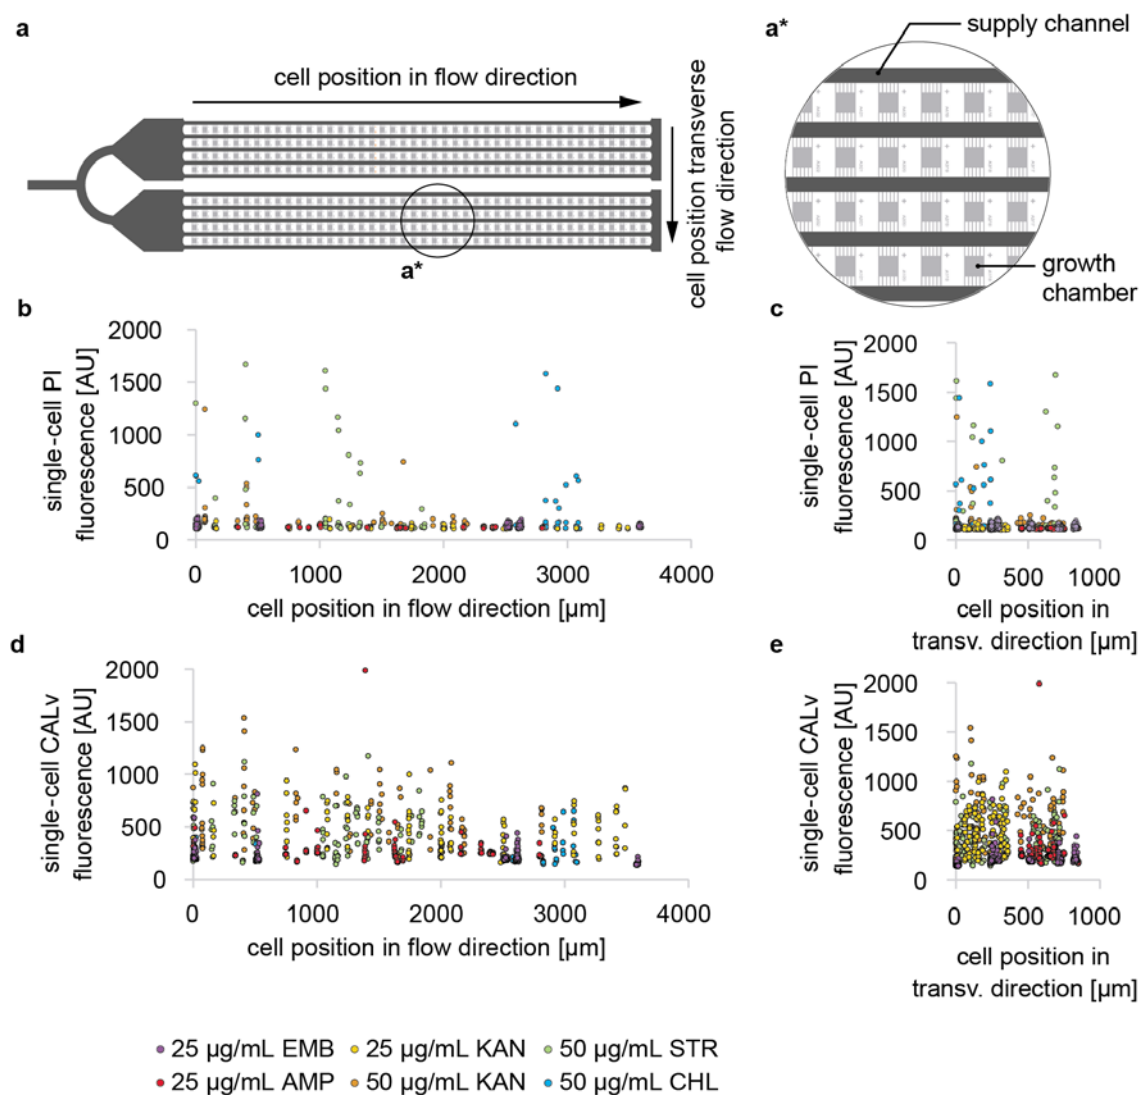 a
cell position in flow direction
cell position transverse
flow direction
a*
a*
supply channel
growth
chamber
b
2000
1500
1000
500
0
single-cell PI
fluorescence [AU]
0
1000
2000
3000
4000
cell position in flow direction [µm]
c
2000
1500
1000
500
0
single-cell PI
fluorescence [AU]
0
500
1000
cell position in
transv. direction [µm]
d
2000
1500
1000
500
0
single-cell CALv
fluorescence [AU]
0
1000
2000
3000
4000
cell position in flow direction [µm]
e
2000
1500
1000
500
0
single-cell CALv
fluorescence [AU]
0
500
1000
cell position in
transv. direction [µm]
25 µg/mL EMB
25 µg/mL KAN
50 µg/mL STR
25 µg/mL AMP
50 µg/mL KAN
50 µg/mL CHL